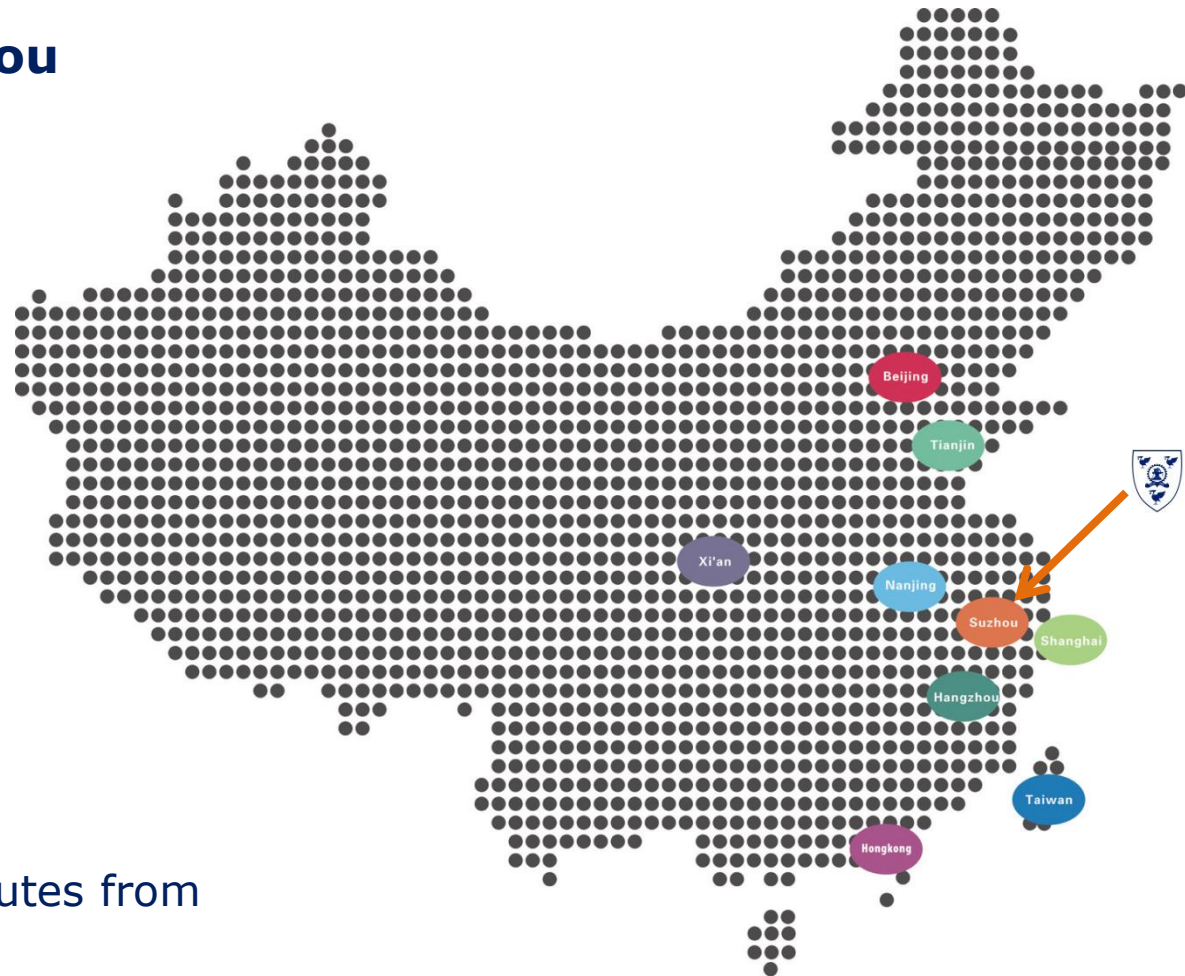 ou
Beijing
Tianjin
Xi'an
Nanjing
Suzhou
Shanghai
Hangzhou
Taiwan
Hongkong
utes from